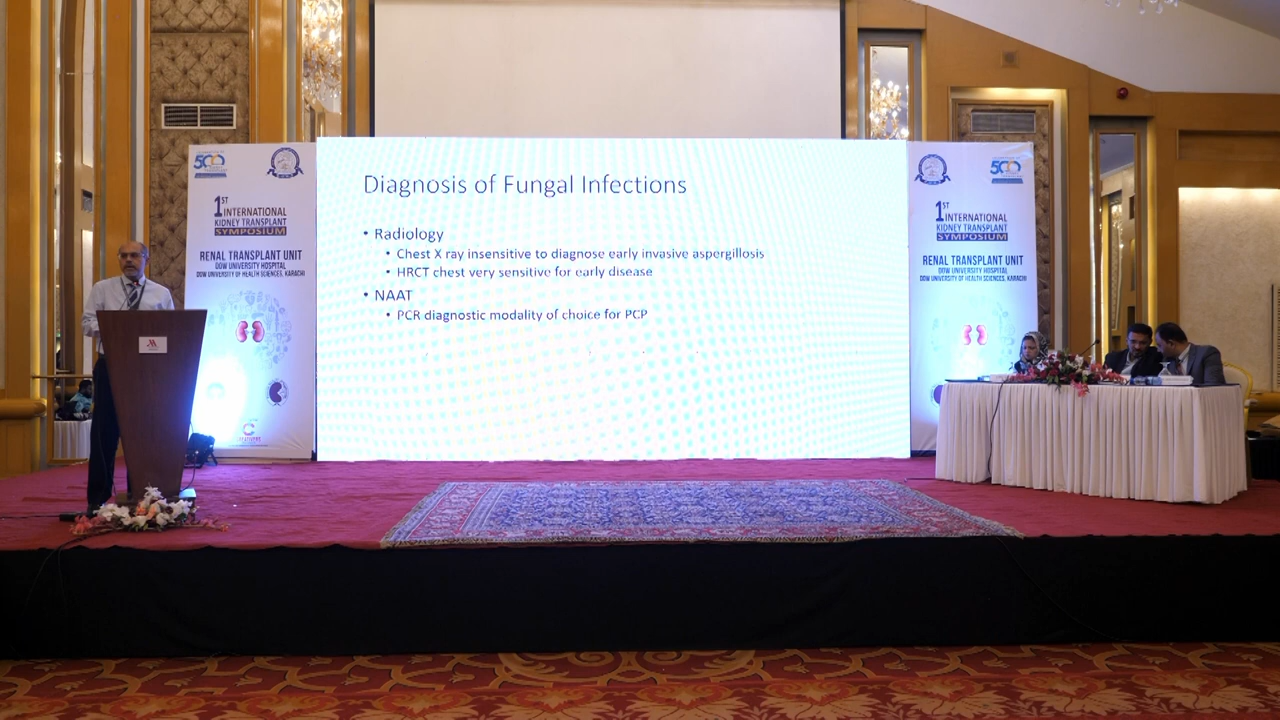 500
1ST
INTERNATIONAL
KIDNEY TRANSPLANT
SYMPOSIUM
RENAL TRANSPLANT UNIT
DOW UNIVERSITY HOSPITAL
DOW UNIVERSITY OF HEALTH SCIENCES, KARACHI
Diagnosis of Fungal Infections
• Radiology
• Chest X ray insensitive to diagnose early invasive aspergillosis
• HRCT chest very sensitive for early disease
• NAAT
• PCR diagnostic modality of choice for PCP
500
1ST
INTERNATIONAL
KIDNEY TRANSPLANT
SYMPOSIUM
RENAL TRANSPLANT UNIT
DOW UNIVERSITY HOSPITAL
DOW UNIVERSITY OF HEALTH SCIENCES, KARACHI